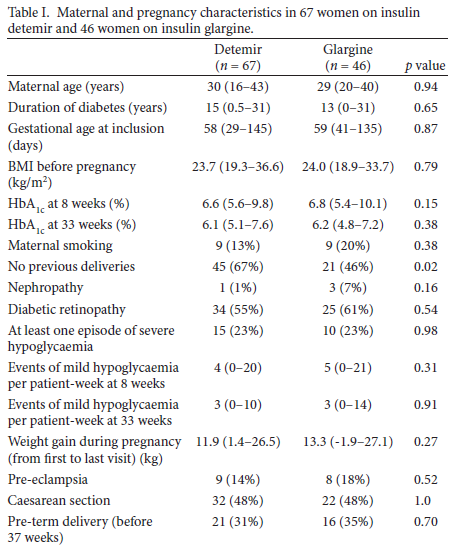 Table I. Maternal and pregnancy characteristics in 67 women on insulin
detemir and 46 women on insulin glargine.
Detemir Glargine
(n = 67) (n = 46) p value
Maternal age (years) 30 (16–43) 29 (20–40) 0.94
Duration of diabetes (years) 15 (0.5–31) 13 (0–31) 0.65
Gestational age at inclusion 58 (29–145) 59 (41–135) 0.87
(days)
BMI before pregnancy 23.7 (19.3–36.6) 24.0 (18.9–33.7) 0.79
(kg/m²)
HbA1c at 8 weeks (%) 6.6 (5.6–9.8) 6.8 (5.4–10.1) 0.15
HbA1c at 33 weeks (%) 6.1 (5.1–7.6) 6.2 (4.8–7.2) 0.38
Maternal smoking 9 (13%) 9 (20%) 0.38
No previous deliveries 45 (67%) 21 (46%) 0.02
Nephropathy 1 (1%) 3 (7%) 0.16
Diabetic retinopathy 34 (55%) 25 (61%) 0.54
At least one episode of severe 15 (23%) 10 (23%) 0.98
hypoglycaemia
Events of mild hypoglycaemia 4 (0–20) 5 (0–21) 0.31
per patient-week at 8 weeks
Events of mild hypoglycaemia 3 (0–10) 3 (0–14) 0.91
per patient-week at 33 weeks
Weight gain during pregnancy 11.9 (1.4–26.5) 13.3 (-1.9–27.1) 0.27
(from first to last visit) (kg)
Pre-eclampsia 9 (14%) 8 (18%) 0.52
Caesarean section 32 (48%) 22 (48%) 1.0
Pre-term delivery (before 21 (31%) 16 (35%) 0.70
37 weeks)